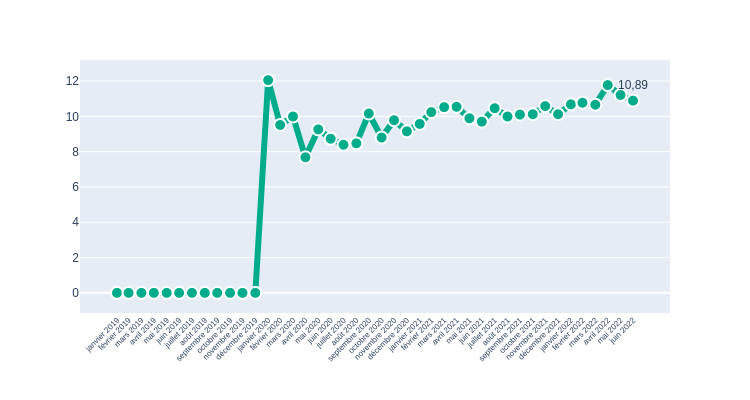 12
10
8
6
4
2
0
10,89
janvier 2019
février 2019
mars 2019
avril 2019
mai 2019
juin 2019
juillet 2019
août 2019
septembre 2019
octobre 2019
novembre 2019
décembre 2019
janvier 2020
février 2020
mars 2020
avril 2020
mai 2020
juin 2020
juillet 2020
août 2020
septembre 2020
octobre 2020
novembre 2020
décembre 2020
janvier 2021
février 2021
mars 2021
avril 2021
mai 2021
juin 2021
juillet 2021
août 2021
septembre 2021
octobre 2021
novembre 2021
décembre 2021
janvier 2022
février 2022
mars 2022
avril 2022
mai 2022
juin 2022